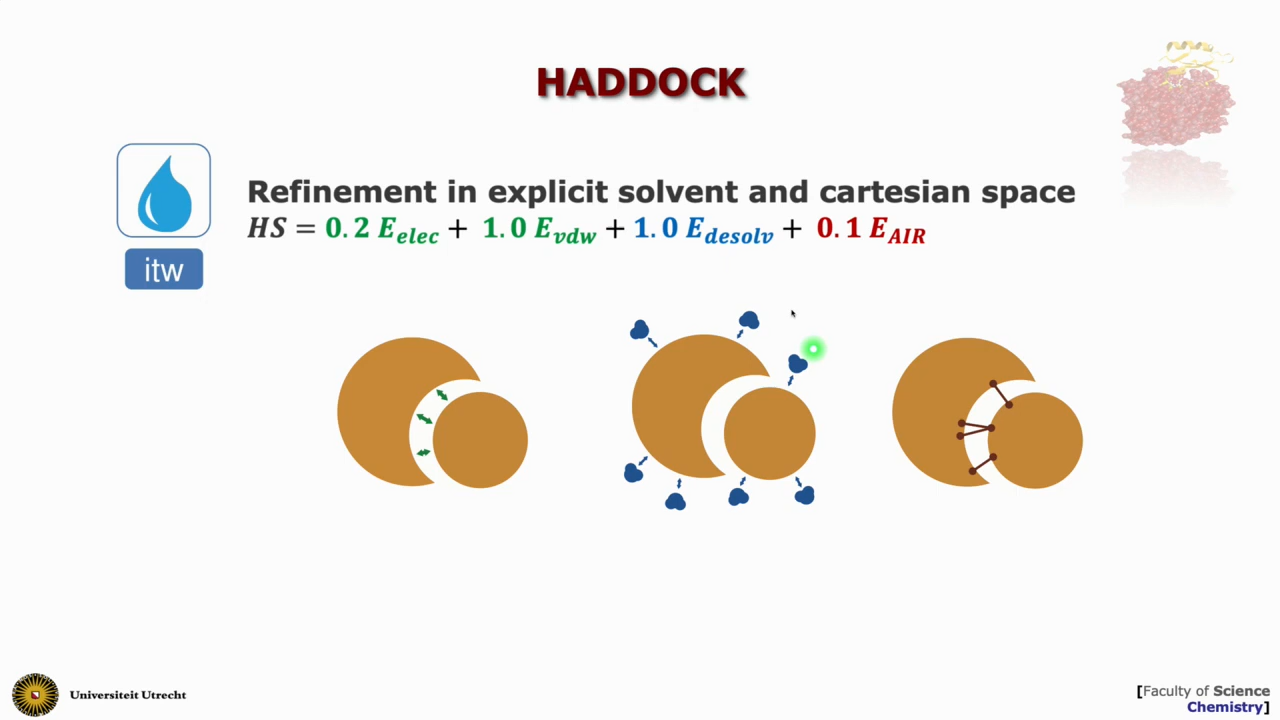 HADDOCK
Refinement in explicit solvent and cartesian space
HS = 0.2 E_elec + 1.0 E_vdw + 1.0 E_desolv + 0.1 E_AIR
itw
Universiteit Utrecht
[Faculty of Science
Chemistry]